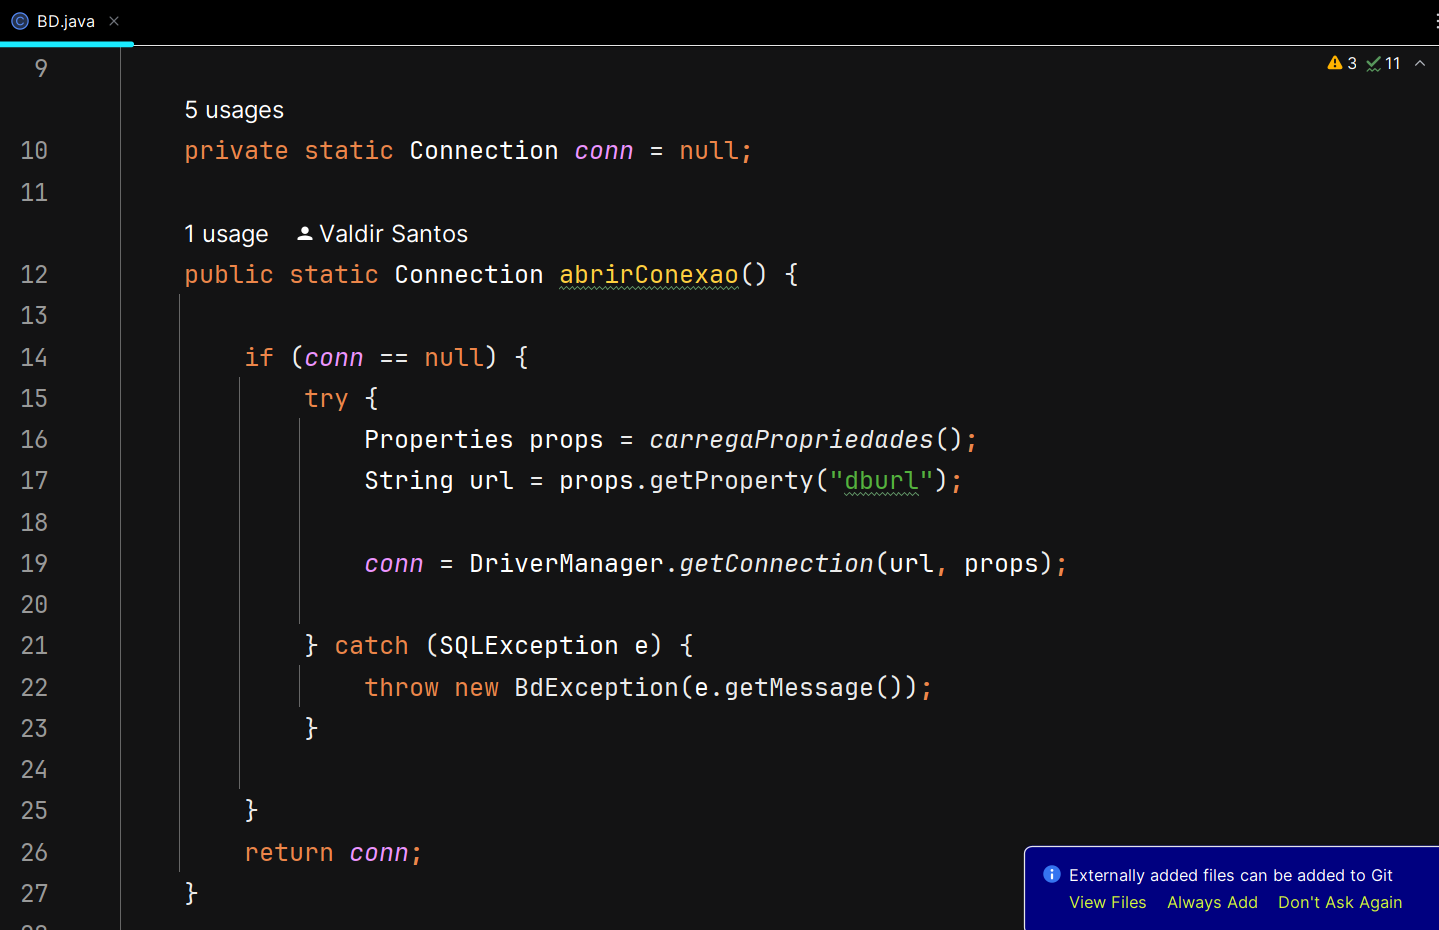 BD.java
3 11
9
5 usages
10 private static Connection conn = null;
11
1 usage Valdir Santos
12 public static Connection abrirConexao() {
13
14 if (conn == null) {
15 try {
16 Properties props = carregaPropriedades();
17 String url = props.getProperty("dburl");
18
19 conn = DriverManager.getConnection(url, props);
20
21 } catch (SQLException e) {
22 throw new BdException(e.getMessage());
23 }
24
25 }
26 return conn;
27 }
Externally added files can be added to Git
View Files Always Add Don't Ask Again